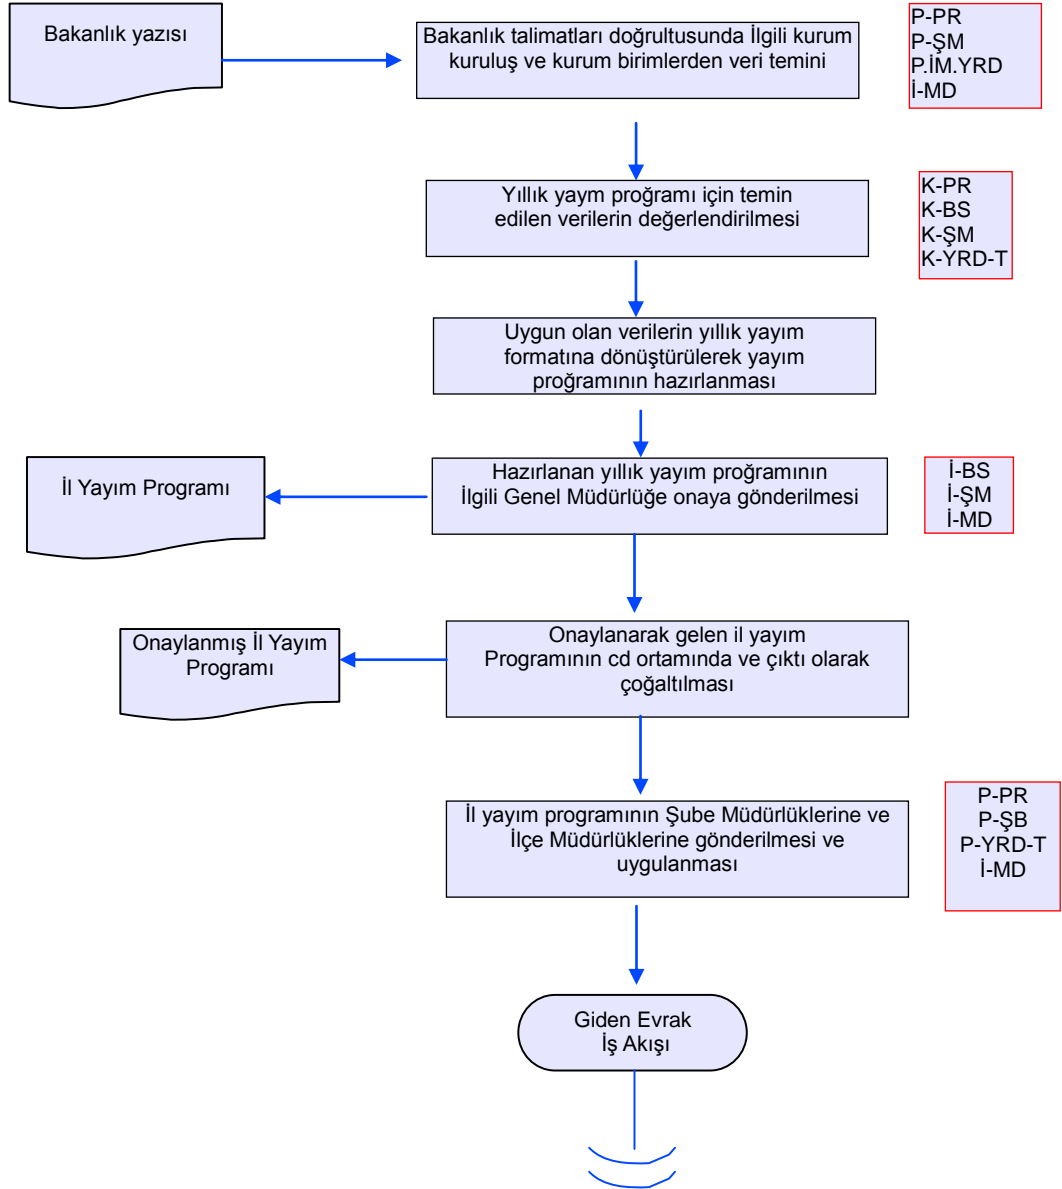 Bakanlık yazısı
Bakanlık talimatları doğrultusunda İlgili kurum
kuruluş ve kurum birimlerden veri temini
P-PR
P-ŞM
P.İM.YRD
İ-MD
Yıllık yaym proğramı için temin
edilen verilerin değerlendirilmesi
K-PR
K-BS
K-ŞM
K-YRD-T
Uygun olan verilerin yıllık yayım
formatına dönüştürülerek yayım
proğramının hazırlanması
İl Yayım Programı
Hazırlanan yıllık yayım proğramının
İlgili Genel Müdürlüğe onaya gönderilmesi
İ-BS
İ-ŞM
İ-MD
Onaylanmış İl Yayım
Programı
Onaylanarak gelen il yayım
Programının cd ortamında ve çıktı olarak
çoğaltılması
İl yayım programının Şube Müdürlüklerine ve
İlçe Müdürlüklerine gönderilmesi ve
uygulanması
P-PR
P-ŞB
P-YRD-T
İ-MD
Giden Evrak
İş Akışı